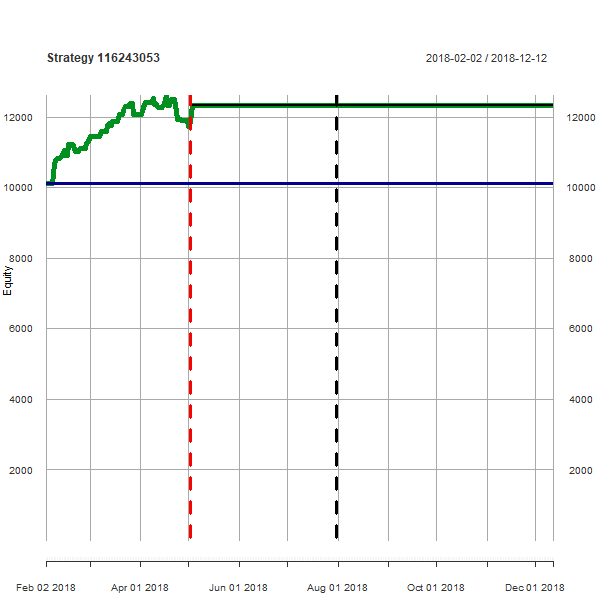 Strategy 116243053
2018-02-02 / 2018-12-12
12000
12000
10000
10000
8000
8000
Equity
6000
6000
4000
4000
2000
2000
Feb 02 2018
Apr 01 2018
Jun 01 2018
Aug 01 2018
Oct 01 2018
Dec 01 2018